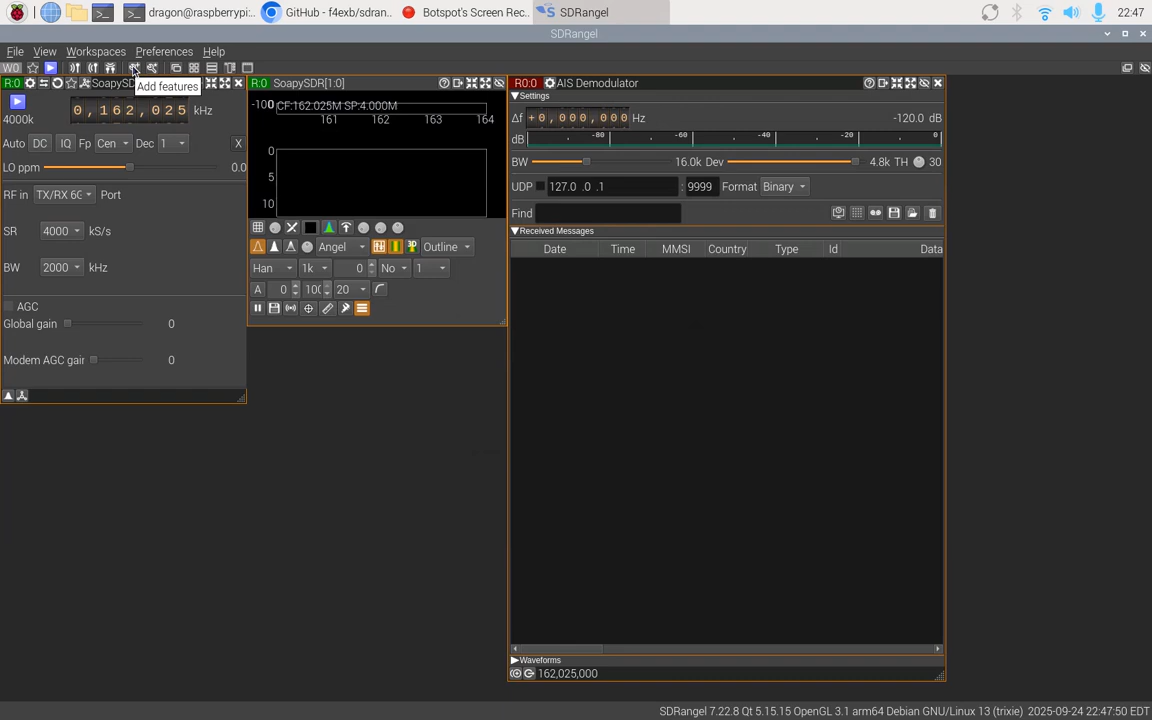 dragon@raspberrypi:...
GitHub - f4exb/sdran...
Botspot's Screen Rec...
SDRangel
22:47
SDRangel
File View Workspaces Preferences Help
W0
Add features
R:0 SoapySD
4000k
0,162,025 kHz
Auto DC IQ Fp Cen Dec 1 X
LO ppm 0.0
RF in TX/RX 6G Port
SR 4000 kS/s
BW 2000 kHz
AGC
Global gain 0
Modem AGC gair 0
R:0 SoapySDR[1:0]
-100 CF:162.025M SP:4.000M
161 162 163 164
0
5
10
Angel 3D Outline
Han 1k 0 No 1
A 0 10( 20
R0:0 AIS Demodulator
Settings
Δf +0,000,000 Hz -120.0 dB
dB -80 -60 -40 -20 0
BW 16.0k Dev 4.8k TH 30
UDP 127.0 .0 .1 : 9999 Format Binary
Find
Received Messages
Date Time MMSI Country Type Id Data
Waveforms
162,025,000
SDRangel 7.22.8 Qt 5.15.15 OpenGL 3.1 arm64 Debian GNU/Linux 13 (trixie) 2025-09-24 22:47:50 EDT